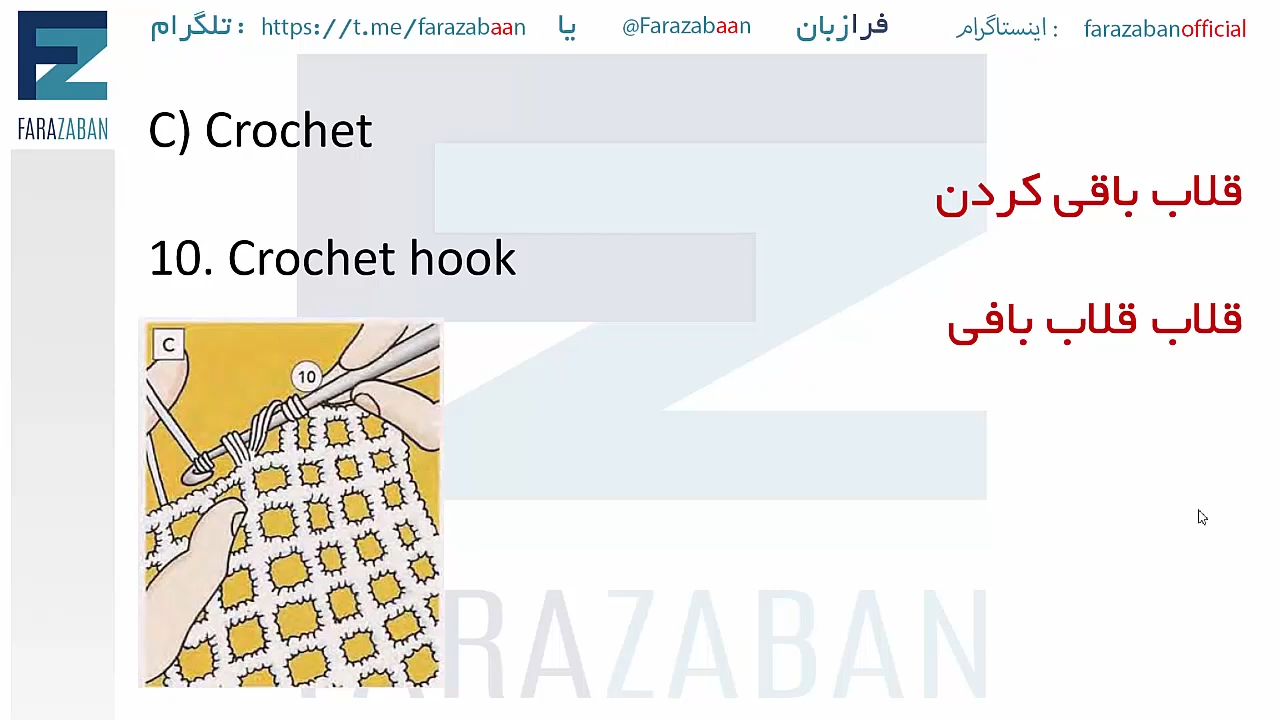 تلگرام : https://t.me/farazabaan یا @Farazabaan فرازبان اینستاگرام : farazabanofficial
FARAZABAN
C) Crochet
قلاب باقی کردن
10. Crochet hook
قلاب قلاب بافی
C
10
FARAZABAN